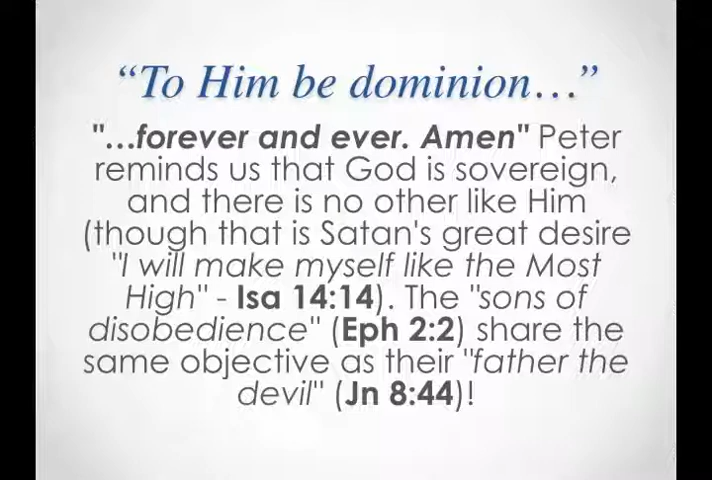 “To Him be dominion…”
"…forever and ever. Amen" Peter
reminds us that God is sovereign,
and there is no other like Him
(though that is Satan's great desire
"I will make myself like the Most
High" - Isa 14:14). The "sons of
disobedience" (Eph 2:2) share the
same objective as their "father the
devil" (Jn 8:44)!